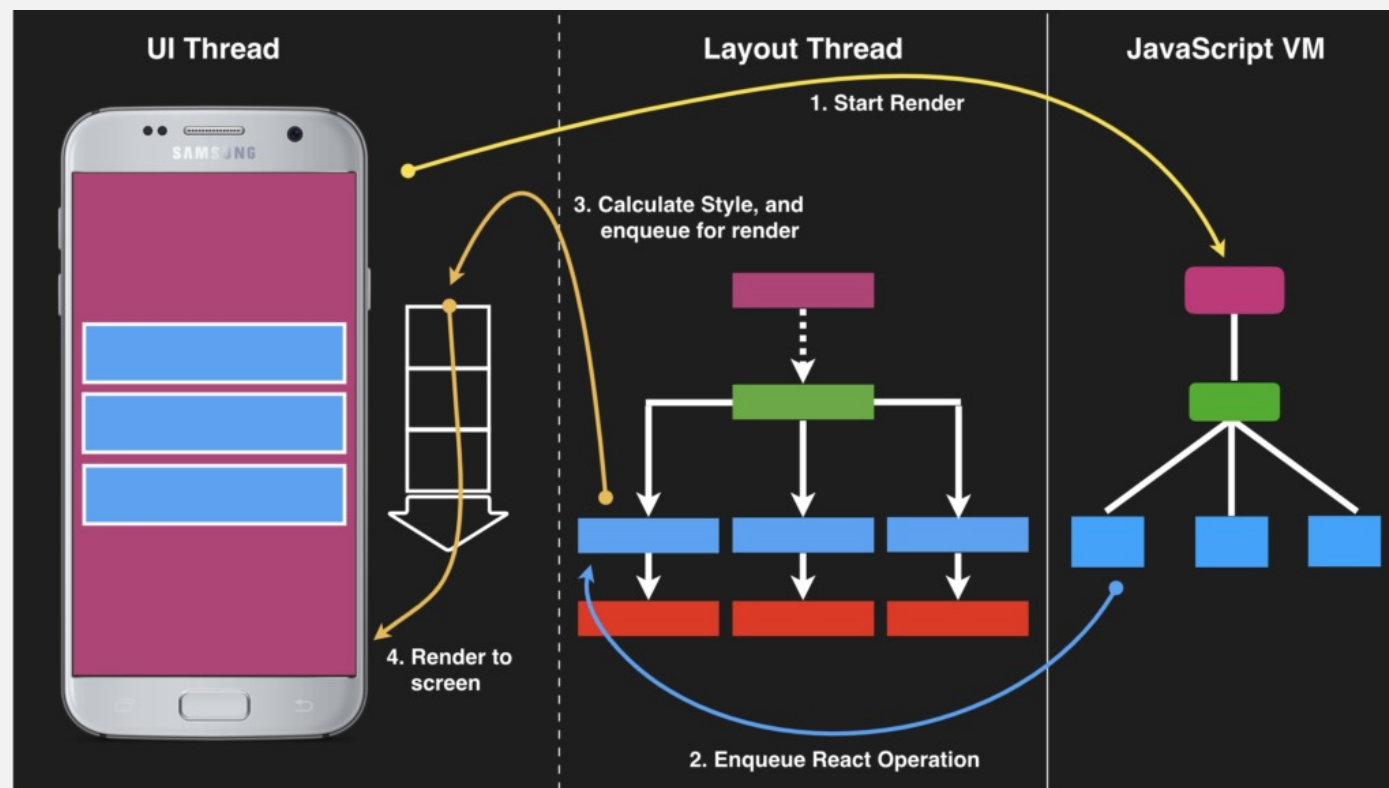 UI Thread
Layout Thread
JavaScript VM
1. Start Render
SAMSUNG
3. Calculate Style, and
enqueue for render
4. Render to
screen
2. Enqueue React Operation